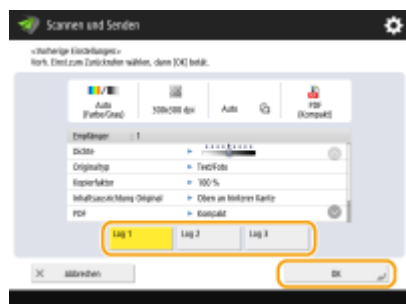 Scannen und Senden
<Vorherige Einstellungen>
Vorh. Einst. zum Zurückrufen wählen, dann [OK] betät.
Auto
(Farbe/Grau)
300x300 dpi
Auto
PDF
(Kompakt)
Empfänger : 1
Dichte
Originaltyp ▶ Text/Foto
Kopierfaktor ▶ 100 %
Inhaltsausrichtung Original ▶ Oben an hinterer Kante
PDF ▶ Kompakt
Log 1
Log 2
Log 3
Abbrechen
OK